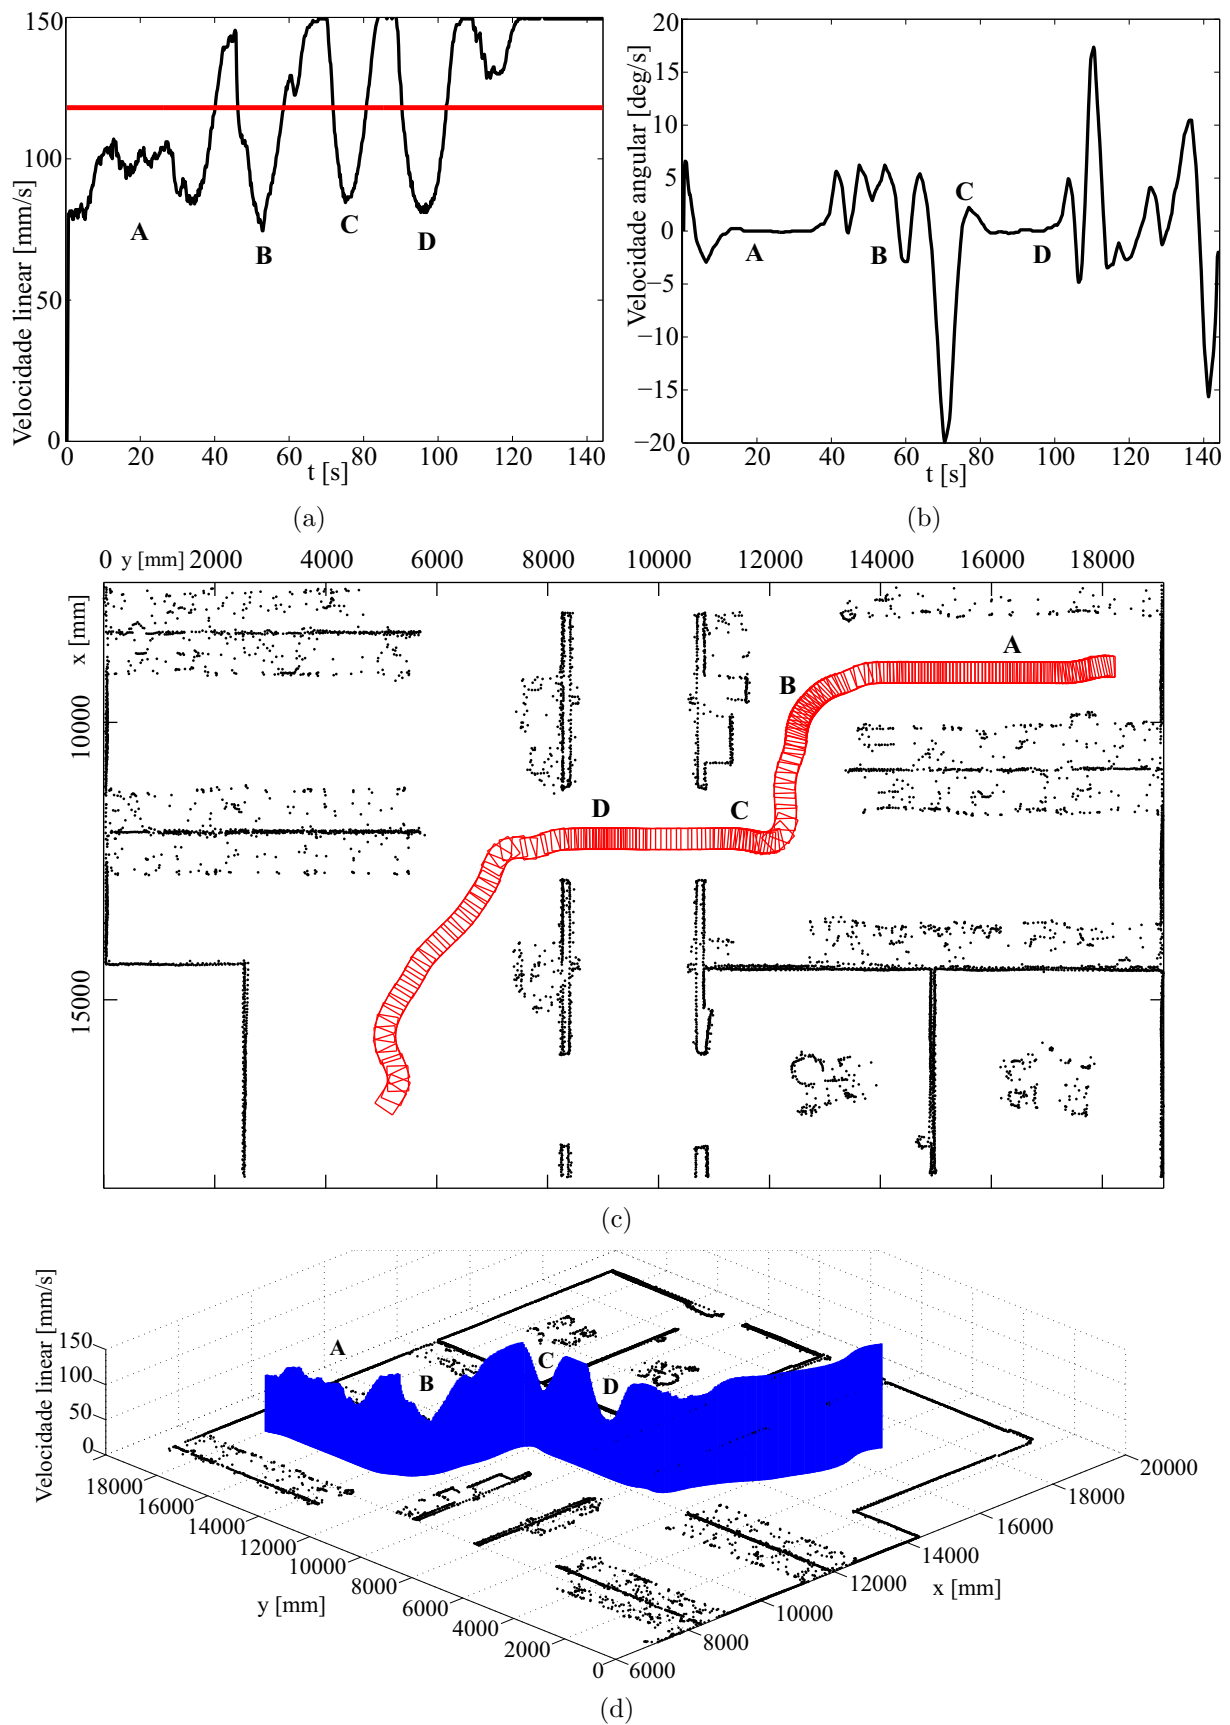 150
100
50
0
Velocidade linear [mm/s]
A
B
C
D
0 20 40 60 80 100 120 140
t [s]
(a)
20
15
10
5
0
−5
−10
−15
−20
Velocidade angular [deg/s]
A
B
C
D
0 20 40 60 80 100 120 140
t [s]
(b)
0 y [mm] 2000 4000 6000 8000 10000 12000 14000 16000 18000
x [mm]
10000
15000
A
B
C
D
(c)
Velocidade linear [mm/s]
150
100
50
0
A
B
C
D
18000
16000
14000
12000
10000
8000
6000
4000
2000
0
y [mm]
6000
8000
10000
12000
14000
16000
18000
20000
x [mm]
(d)